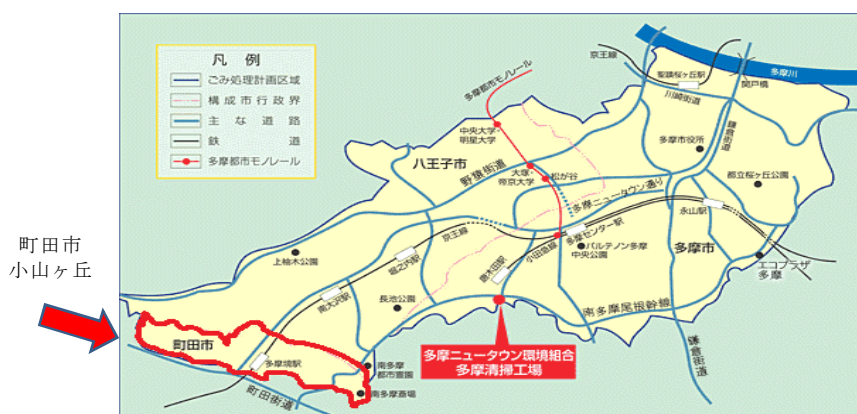 凡例
ごみ処理計画区域
構成市行政界
主な道路
鉄道
多摩都市モノレール
京王線
聖蹟桜ヶ丘駅
関戸橋
多摩川
川崎街道
鎌倉街道
多摩都市モノレール
中央大学・
明星大学
多摩市役所
八王子市
野猿街道
大塚・
帝京大学
松が谷
多摩ニュータウン通り
都立桜ヶ丘公園
永山駅
京王線
小田急線
多摩センター駅
パルテノン多摩
中央公園
多摩市
エコプラザ
多摩
上柚木公園
堀之内駅
唐木田駅
南大沢駅
長池公園
南多摩尾根幹線
鎌倉街道
町田市
小山ヶ丘
町田市
多摩境駅
南多摩
都市霊園
南多摩斎場
町田街道
多摩ニュータウン環境組合
多摩清掃工場